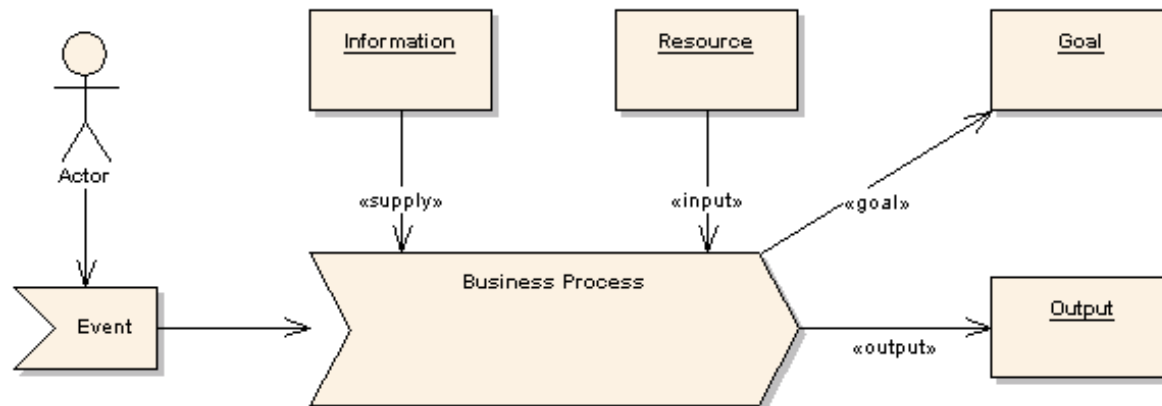 Information
Resource
Goal
Actor
«supply»
«input»
«goal»
Business Process
Event
Output
«output»